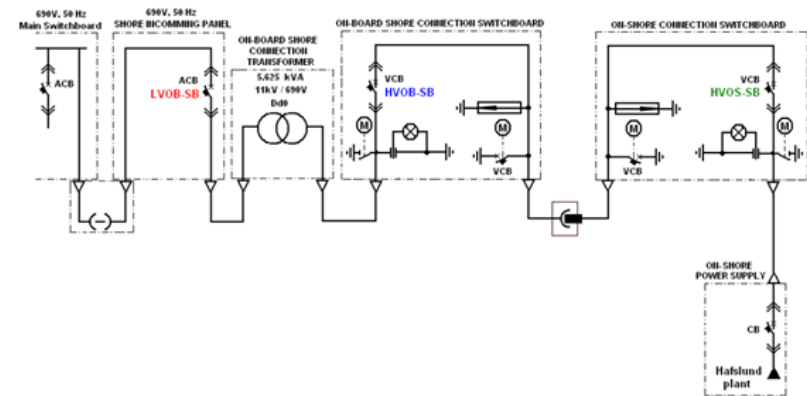 690V, 50 Hz
Main Switchboard
ACB
690V, 50 Hz
SHORE INCOMMING PANEL
ACB
LVOB-SB
ON-BOARD SHORE
CONNECTION
TRANSFORMER
5,625 kVA
11kV / 690V
Dd0
ON-BOARD SHORE CONNECTION SWITCHBOARD
VCB
HVOB-SB
M
M
VCB
ON-SHORE CONNECTION SWITCHBOARD
VCB
HVOS-SB
M
M
VCB
ON-SHORE
POWER SUPPLY
CB
Hafslund
plant